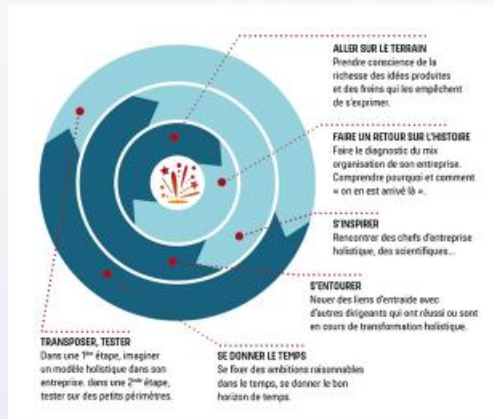 ALLER SUR LE TERRAIN
Prendre conscience de la
richesse des idées produites
et des freins qui les empêchent
de s'exprimer.
FAIRE UN RETOUR SUR L'HISTOIRE
Faire le diagnostic du mix
organisation de son entreprise.
Comprendre pourquoi et comment
« on en est arrivé là ».
S'INSPIRER
Rencontrer des chefs d'entreprise
holistique, des scientifiques...
S'ENTOURER
Nouer des liens d'entraide avec
d'autres dirigeants qui ont réussi ou sont
en cours de transformation holistique.
SE DONNER LE TEMPS
Se fixer des ambitions raisonnables
dans le temps, se donner le bon
horizon de temps.
TRANSPOSER, TESTER
Dans une 1ère étape, imaginer
un modèle holistique dans son
entreprise. dans une 2nde étape,
tester sur des petits périmètres.